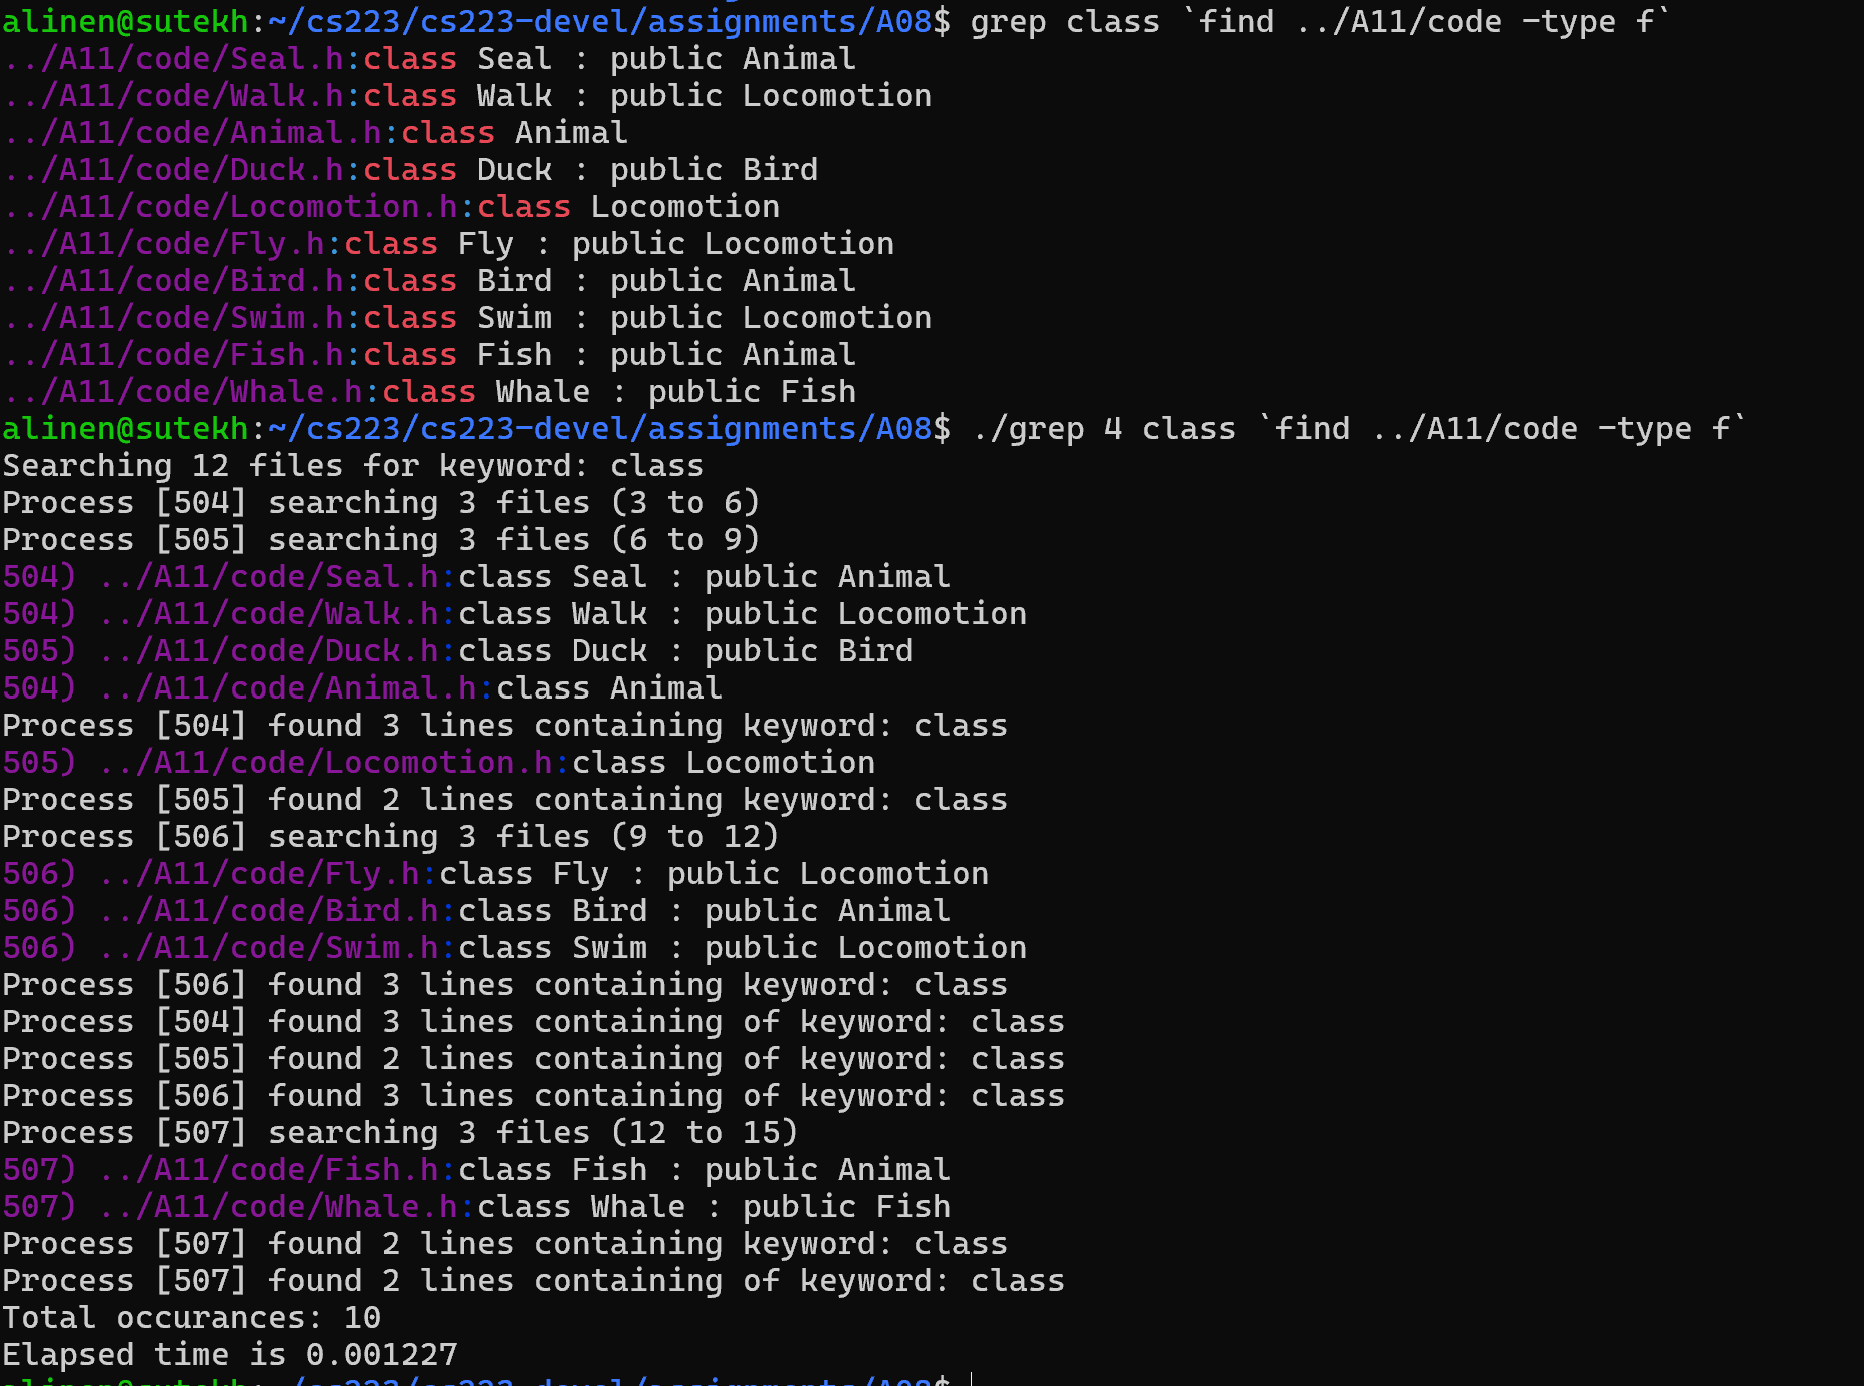 alinen@sutekh:~/cs223/cs223-devel/assignments/A08$ grep class `find ../A11/code -type f`
../A11/code/Seal.h:class Seal : public Animal
../A11/code/Walk.h:class Walk : public Locomotion
../A11/code/Animal.h:class Animal
../A11/code/Duck.h:class Duck : public Bird
../A11/code/Locomotion.h:class Locomotion
../A11/code/Fly.h:class Fly : public Locomotion
../A11/code/Bird.h:class Bird : public Animal
../A11/code/Swim.h:class Swim : public Locomotion
../A11/code/Fish.h:class Fish : public Animal
../A11/code/Whale.h:class Whale : public Fish
alinen@sutekh:~/cs223/cs223-devel/assignments/A08$ ./grep 4 class `find ../A11/code -type f`
Searching 12 files for keyword: class
Process [504] searching 3 files (3 to 6)
Process [505] searching 3 files (6 to 9)
504) ../A11/code/Seal.h:class Seal : public Animal
504) ../A11/code/Walk.h:class Walk : public Locomotion
505) ../A11/code/Duck.h:class Duck : public Bird
504) ../A11/code/Animal.h:class Animal
Process [504] found 3 lines containing keyword: class
505) ../A11/code/Locomotion.h:class Locomotion
Process [505] found 2 lines containing keyword: class
Process [506] searching 3 files (9 to 12)
506) ../A11/code/Fly.h:class Fly : public Locomotion
506) ../A11/code/Bird.h:class Bird : public Animal
506) ../A11/code/Swim.h:class Swim : public Locomotion
Process [506] found 3 lines containing keyword: class
Process [504] found 3 lines containing of keyword: class
Process [505] found 2 lines containing of keyword: class
Process [506] found 3 lines containing of keyword: class
Process [507] searching 3 files (12 to 15)
507) ../A11/code/Fish.h:class Fish : public Animal
507) ../A11/code/Whale.h:class Whale : public Fish
Process [507] found 2 lines containing keyword: class
Process [507] found 2 lines containing of keyword: class
Total occurances: 10
Elapsed time is 0.001227
alinen@sutekh:~/cs223/cs223-devel/assignments/A08$